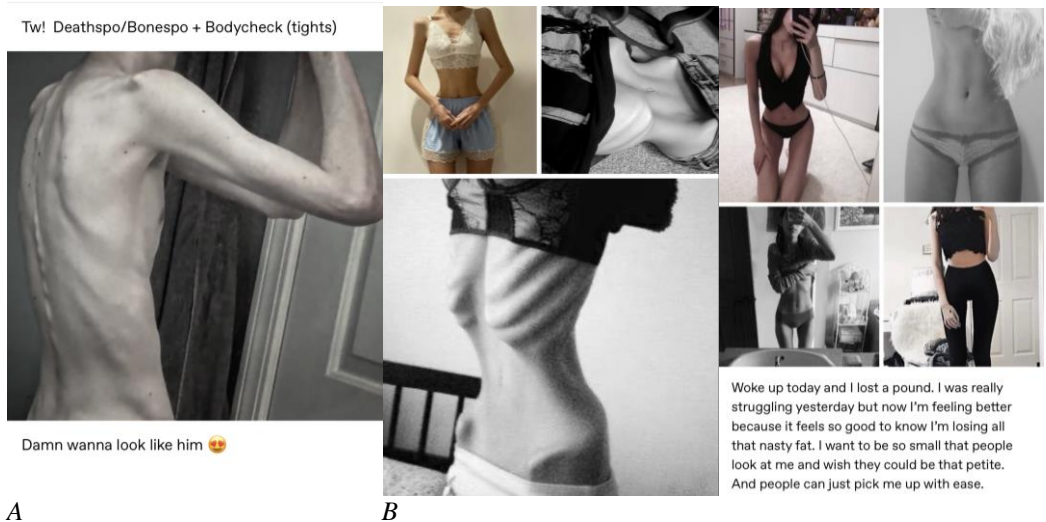 Tw! Deathspo/Bonespo + Bodycheck (tights)
Damn wanna look like him 😍
Woke up today and I lost a pound. I was really
struggling yesterday but now I'm feeling better
because it feels so good to know I'm losing all
that nasty fat. I want to be so small that people
look at me and wish they could be that petite.
And people can just pick me up with ease.
A
B